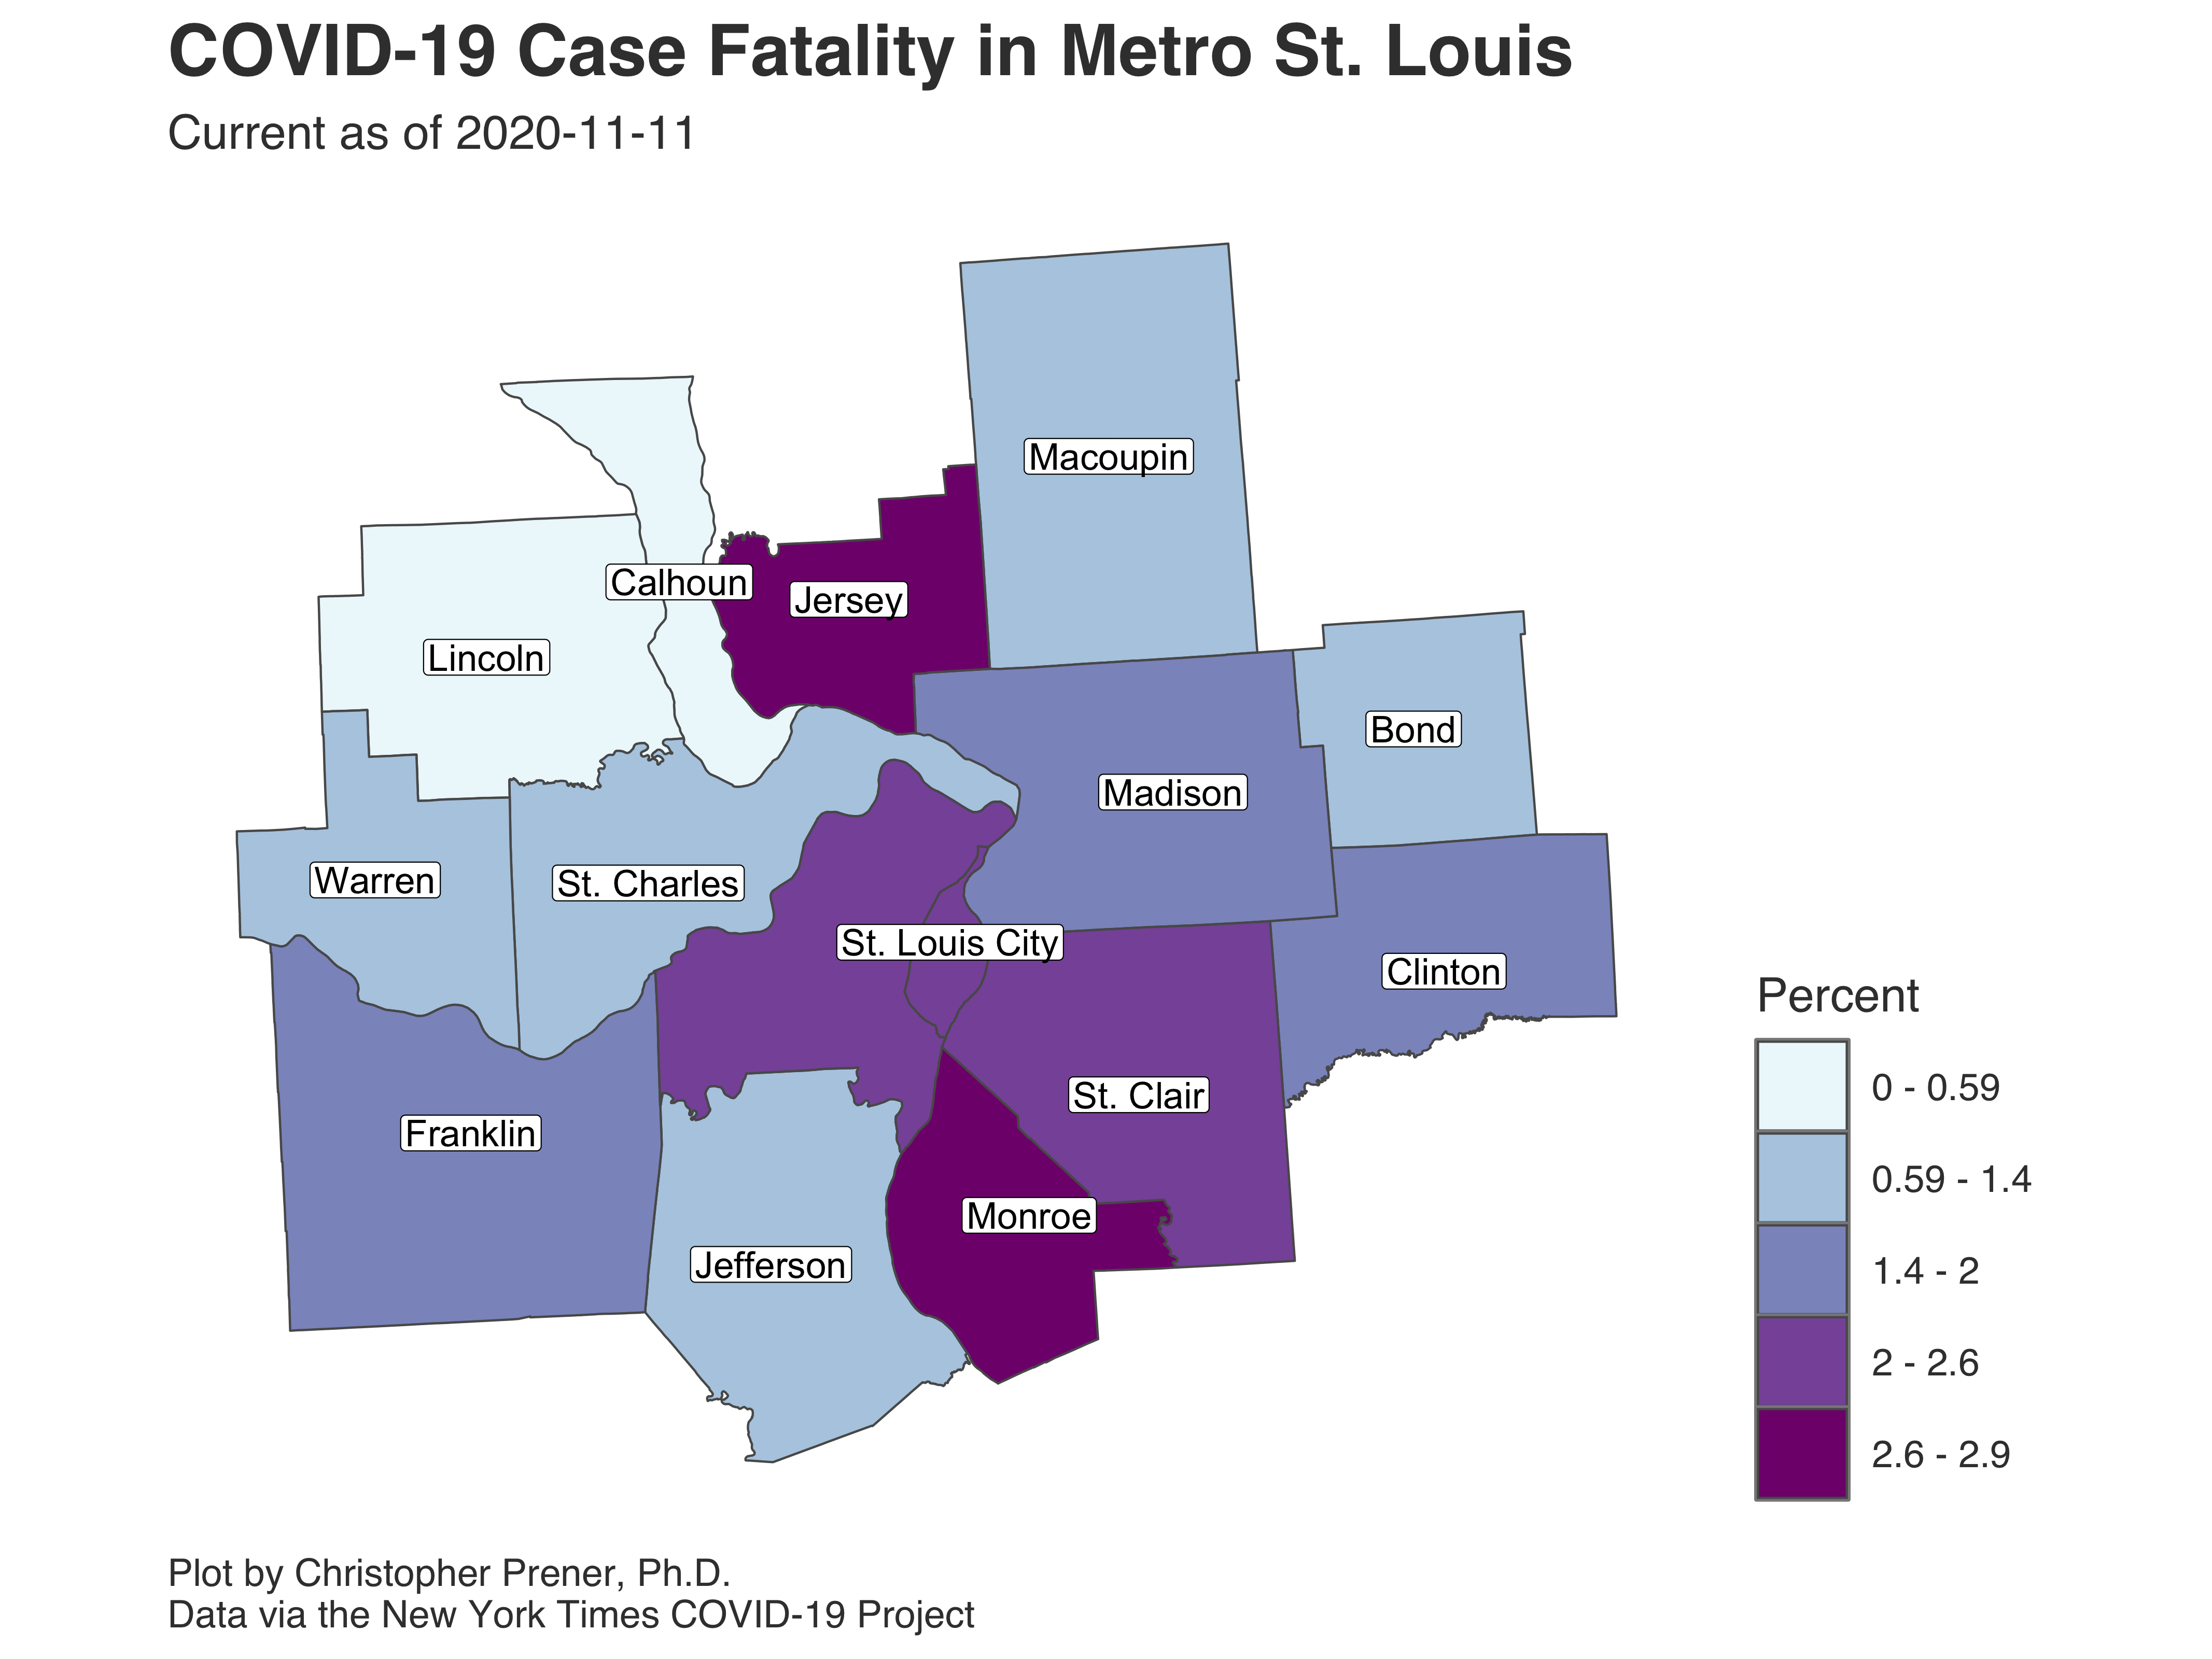 COVID-19 Case Fatality in Metro St. Louis
Current as of 2020-11-11
Macoupin
Calhoun
Jersey
Lincoln
Bond
Madison
Warren
St. Charles
St. Louis City
Clinton
St. Clair
Franklin
Monroe
Jefferson
Percent
0 - 0.59
0.59 - 1.4
1.4 - 2
2 - 2.6
2.6 - 2.9
Plot by Christopher Prener, Ph.D.
Data via the New York Times COVID-19 Project